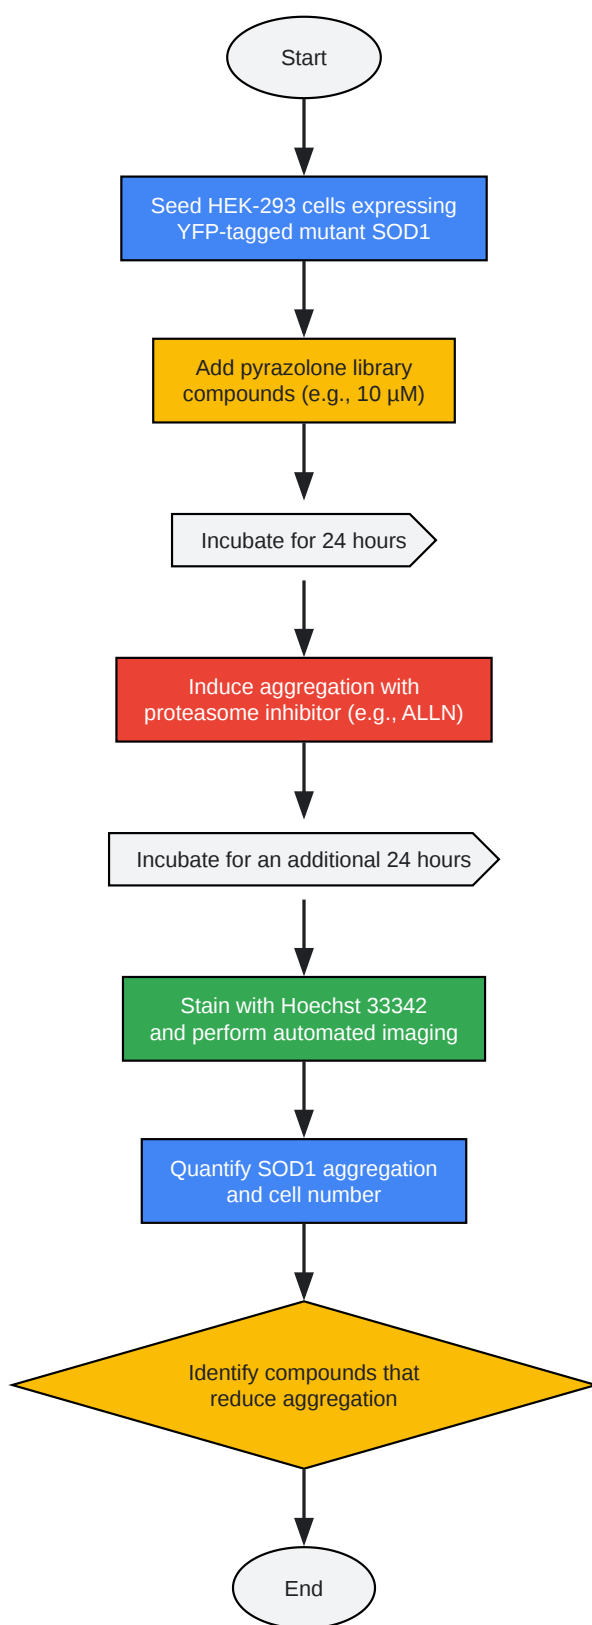 Start
Seed HEK-293 cells expressing
YFP-tagged mutant SOD1
Add pyrazolone library
compounds (e.g., 10 µM)
Incubate for 24 hours
Induce aggregation with
proteasome inhibitor (e.g., ALLN)
Incubate for an additional 24 hours
Stain with Hoechst 33342
and perform automated imaging
Quantify SOD1 aggregation
and cell number
Identify compounds that
reduce aggregation
End